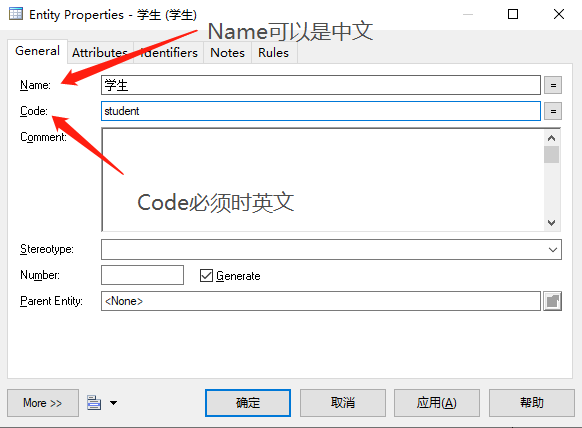 Entity Properties - 学生 (学生)
Name可以是中文
General Attributes Identifiers Notes Rules
Name: 学生 =
Code: student =
Comment:
Code必须时英文
Stereotype:
Number: Generate
Parent Entity: <None>
More >> 确定 取消 应用(A) 帮助